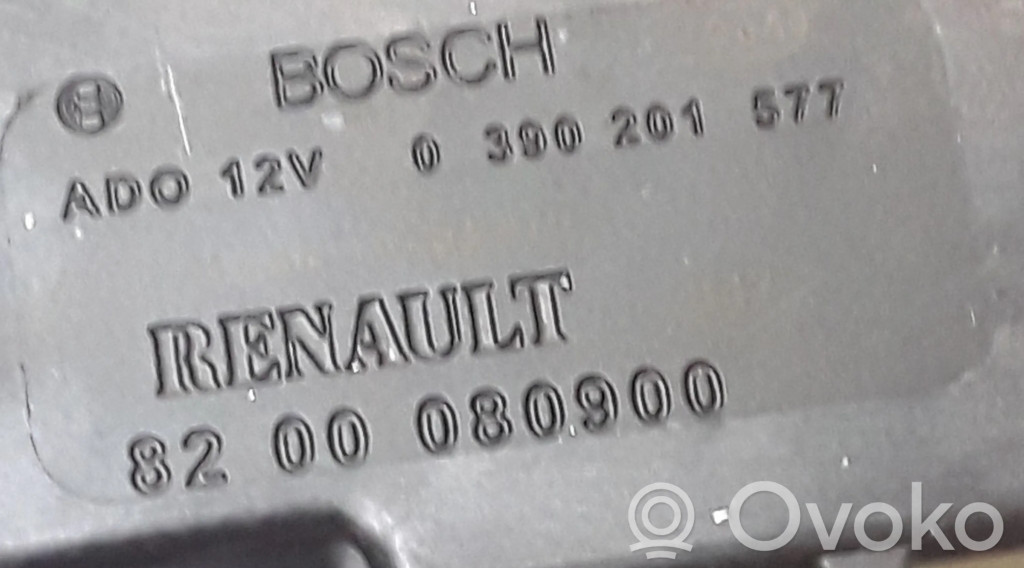 BOSCH
ADO 12V 0 390 201 577
RENAULT
82 00 080900
Ovoko